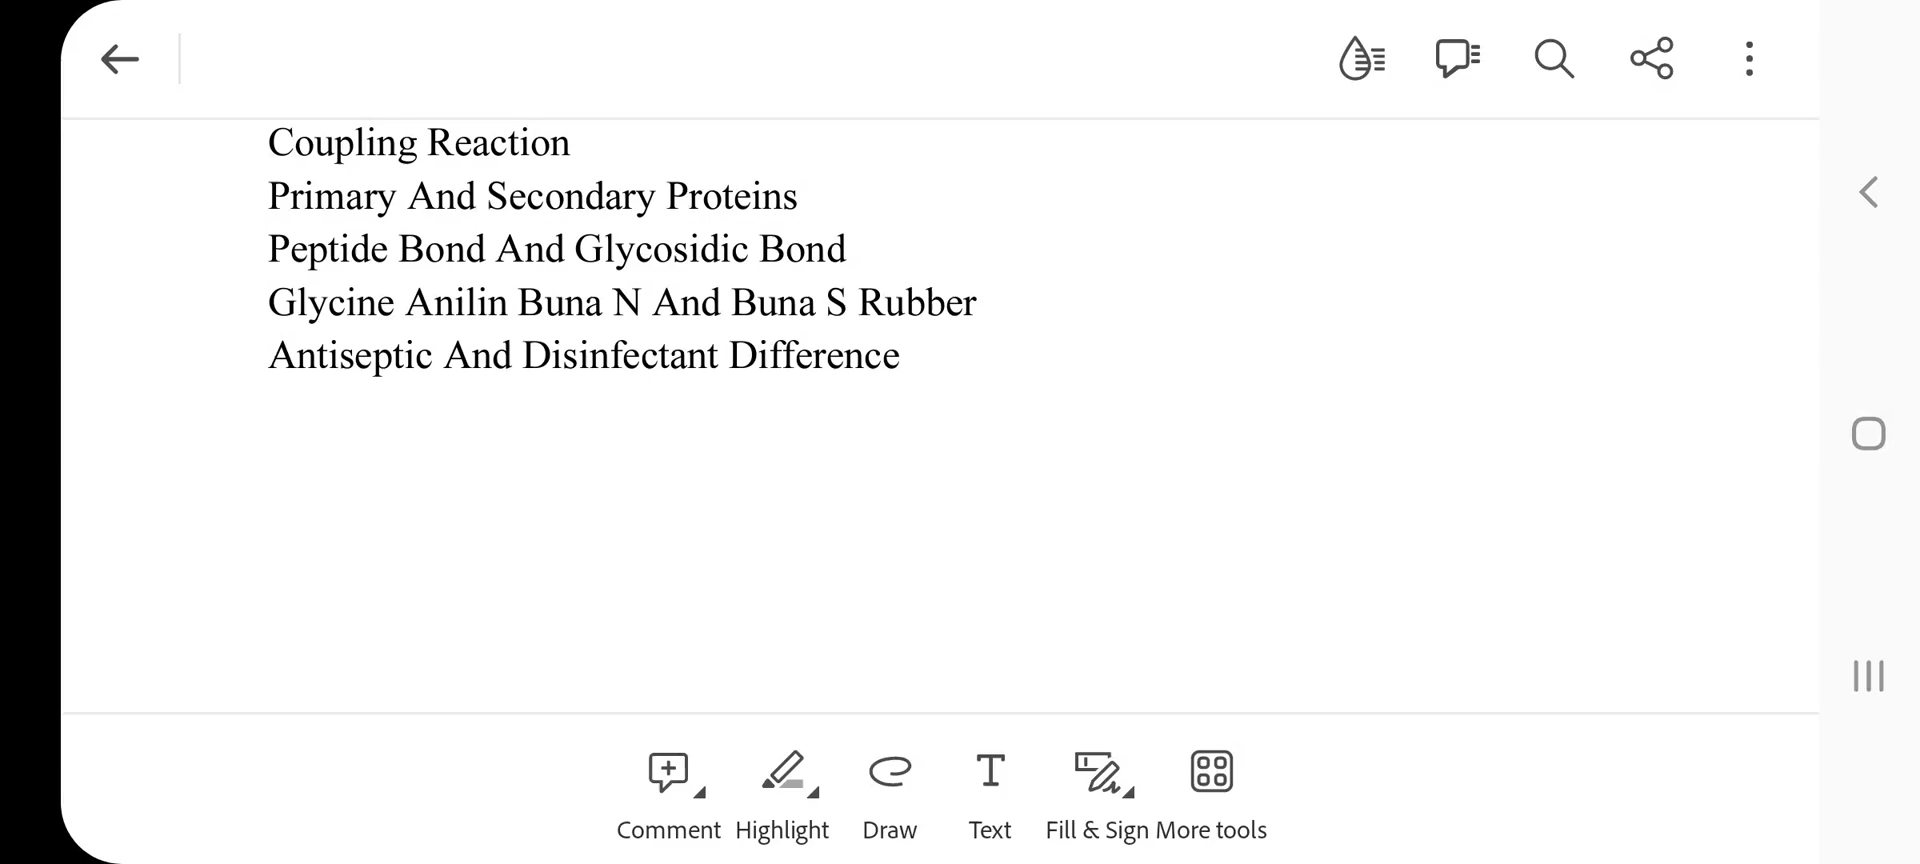 Coupling Reaction
Primary And Secondary Proteins
Peptide Bond And Glycosidic Bond
Glycine Anilin Buna N And Buna S Rubber
Antiseptic And Disinfectant Difference
Comment Highlight Draw Text Fill & Sign More tools